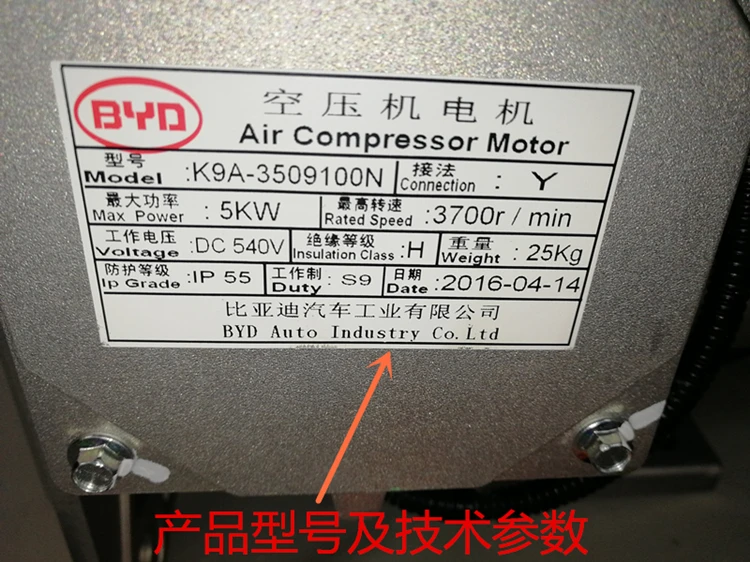 BYD
空压机电机
Air Compressor Motor
型号 Model :K9A-3509100N 接法 Connection : Y
最大功率 Max Power : 5KW 最高转速 Rated Speed :3700r / min
工作电压 Voltage :DC 540V 绝缘等级 Insulation Class :H 重量 Weight : 25Kg
防护等级 Ip Grade :IP 55 工作制 Duty : S9 日期 Date :2016-04-14
比亚迪汽车工业有限公司
BYD Auto Industry Co.Ltd
产品型号及技术参数